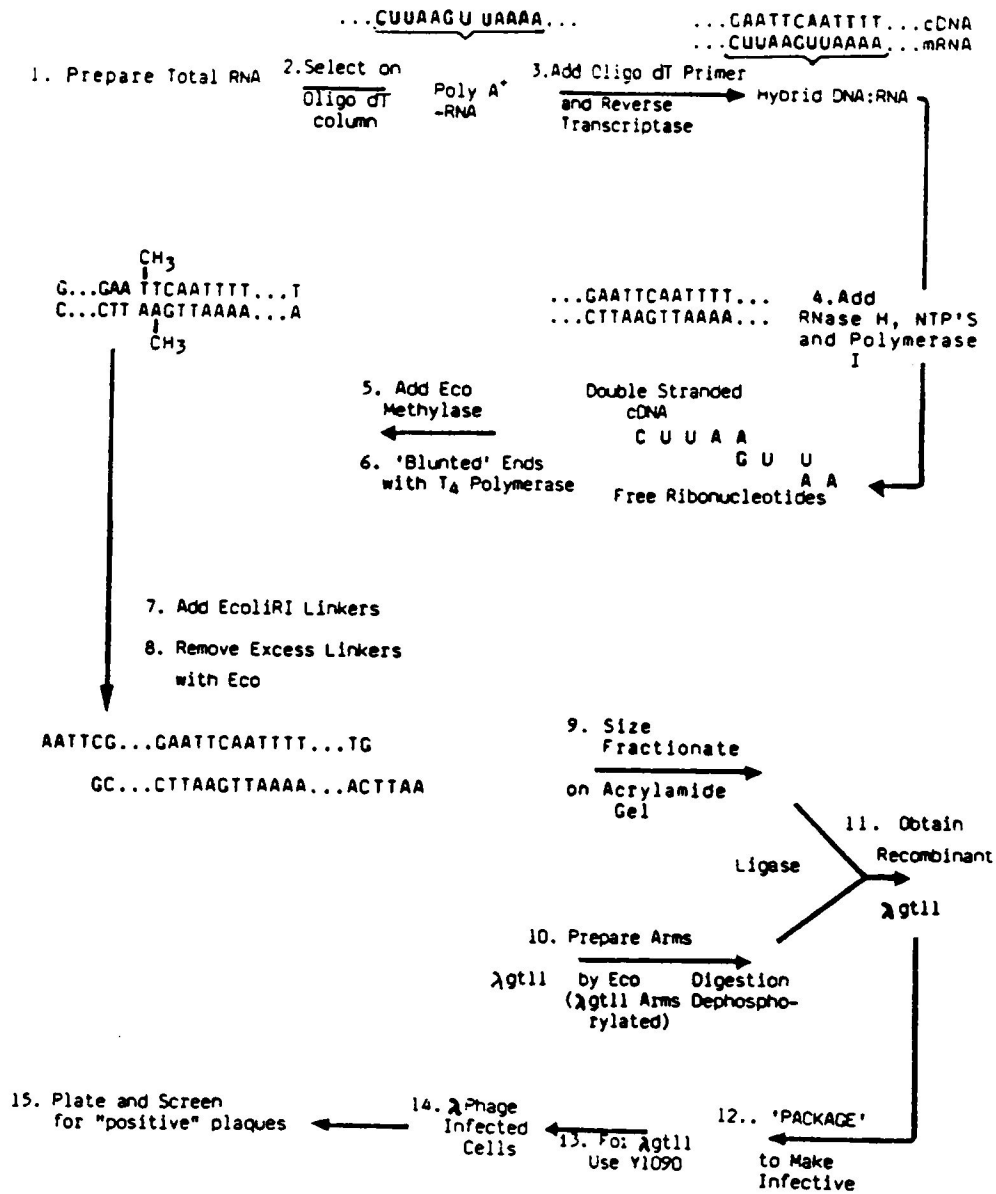 ...CUUAAGU UAAAA...
...GAATTCAATTTT...cDNA
...CUUAAGUUAAAA...mRNA
1. Prepare Total RNA
2.Select on
Oligo dT
column
Poly A+
-RNA
3.Add Oligo dT Primer
and Reverse
Transcriptase
Hybrid DNA:RNA
CH3
G...GAA TTCAATTTT...T
C...CTT AAGTTAAAA...A
CH3
...GAATTCAATTTT...
...CTTAAGTTAAAA...
4.Add
RNase H, NTP'S
and Polymerase
I
5. Add Eco
Methylase
6. 'Blunted' Ends
with T4 Polymerase
Double Stranded
cDNA
C U U A A
G U U
A A
Free Ribonucleotides
7. Add EcoliRI Linkers
8. Remove Excess Linkers
with Eco
AATTCG...GAATTCAATTTT...TG
GC...CTTAAGTTAAAA...ACTTAA
9. Size
Fractionate
on Acrylamide
Gel
Ligase
11. Obtain
Recombinant
λgt11
10. Prepare Arms
λgt11 by Eco Digestion
(λgt11 Arms Dephospho-
rylated)
12.. 'PACKAGE'
to Make
Infective
13. For λgt11
Use Y1090
14. λPhage
Infected
Cells
15. Plate and Screen
for "positive" plaques